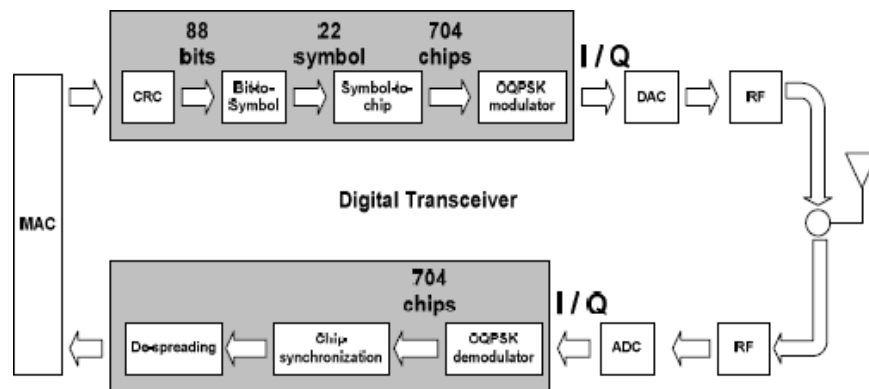 88
bits
22
symbol
704
chips
I / Q
CRC
Bit-to-
Symbol
Symbol-to-
chip
OQPSK
modulator
DAC
RF
MAC
Digital Transceiver
704
chips
I / Q
De-spreading
Chip
synchronization
OQPSK
demodulator
ADC
RF